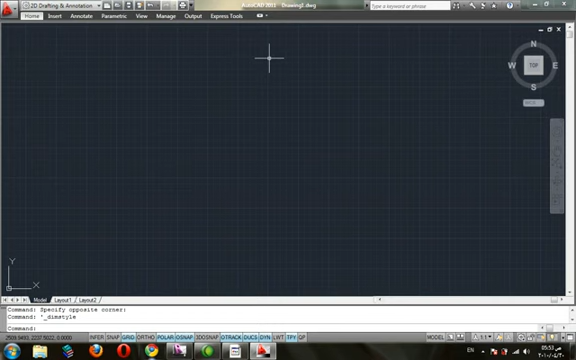 2D Drafting & Annotation
AutoCAD 2011 Drawing1.dwg
Type a keyword or phrase
Home Insert Annotate Parametric View Manage Output Express Tools
N
W TOP E
S
Y
X
Model Layout1 Layout2
Command: Specify opposite corner:
Command: '_dimstyle
Command:
INFER SNAP GRID ORTHO POLAR OSNAP 3DOSNAP OTRACK DUCS DYN LWT TPY QP
MODEL
EN
05:53 ص